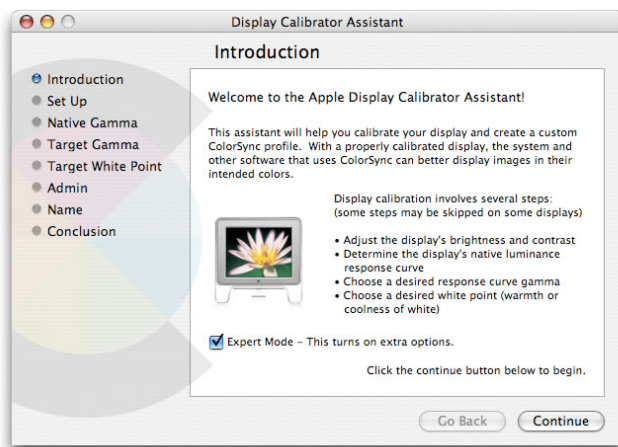 Display Calibrator Assistant
Introduction
Introduction
Set Up
Native Gamma
Target Gamma
Target White Point
Admin
Name
Conclusion
Welcome to the Apple Display Calibrator Assistant!
This assistant will help you calibrate your display and create a custom
ColorSync profile. With a properly calibrated display, the system and
other software that uses ColorSync can better display images in their
intended colors.
Display calibration involves several steps:
(some steps may be skipped on some displays)
• Adjust the display's brightness and contrast
• Determine the display's native luminance
response curve
• Choose a desired response curve gamma
• Choose a desired white point (warmth or
coolness of white)
Expert Mode – This turns on extra options.
Click the continue button below to begin.
Go Back
Continue